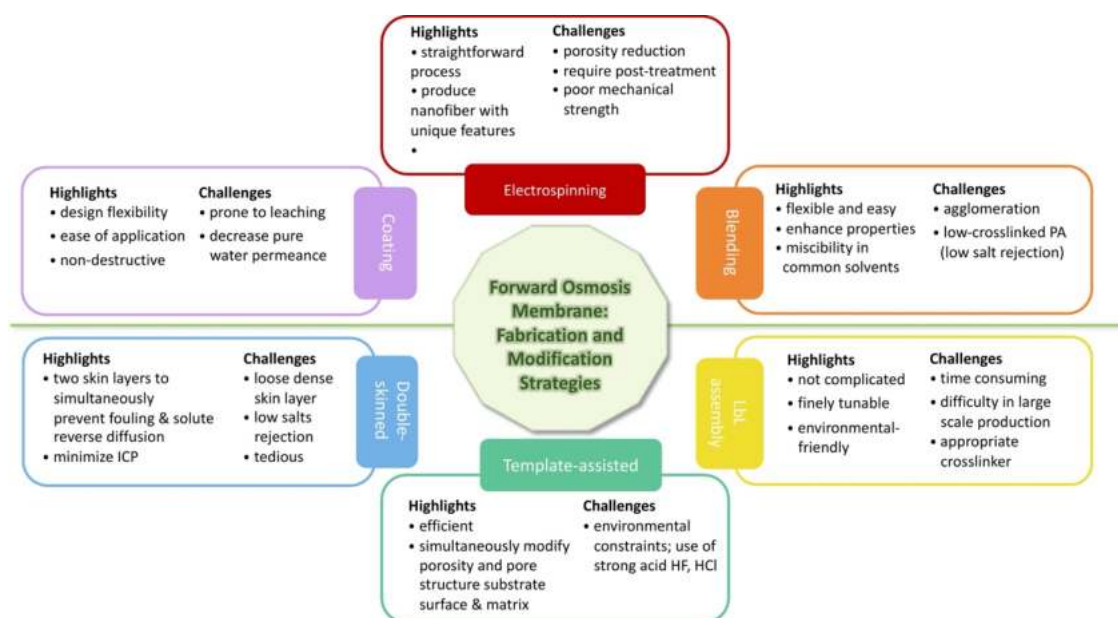 Highlights
• straightforward
process
• produce
nanofiber with
unique features
•
Challenges
• porosity reduction
• require post-treatment
• poor mechanical
strength
Electrospinning
Highlights
• design flexibility
• ease of application
• non-destructive
Challenges
• prone to leaching
• decrease pure
water permeance
Coating
Blending
Highlights
• flexible and easy
• enhance properties
• miscibility in
common solvents
Challenges
• agglomeration
• low-crosslinked PA
(low salt rejection)
Forward Osmosis
Membrane:
Fabrication and
Modification
Strategies
Highlights
• two skin layers to
simultaneously
prevent fouling & solute
reverse diffusion
• minimize ICP
Challenges
• loose dense
skin layer
• low salts
rejection
• tedious
Double-
skinned
LbL
assembly
Highlights
• not complicated
• finely tunable
• environmental-
friendly
Challenges
• time consuming
• difficulty in large
scale production
• appropriate
crosslinker
Template-assisted
Highlights
• efficient
• simultaneously modify
porosity and pore
structure substrate
surface & matrix
Challenges
• environmental
constraints; use of
strong acid HF, HCl